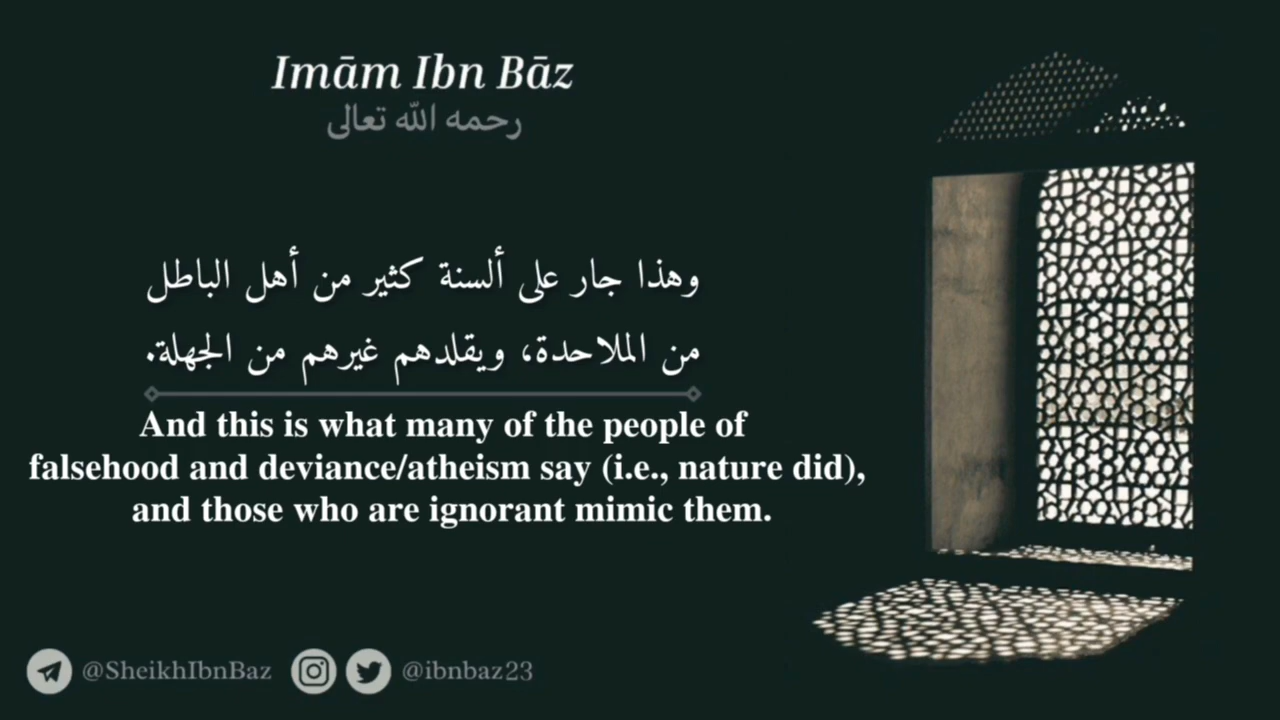 Imām Ibn Bāz
رحمه الله تعالى
وهذا جار على ألسنة كثير من أهل الباطل
من الملاحدة، ويقلدهم غيرهم من الجهلة.
And this is what many of the people of
falsehood and deviance/atheism say (i.e., nature did),
and those who are ignorant mimic them.
@SheikhIbnBaz @ibnbaz23